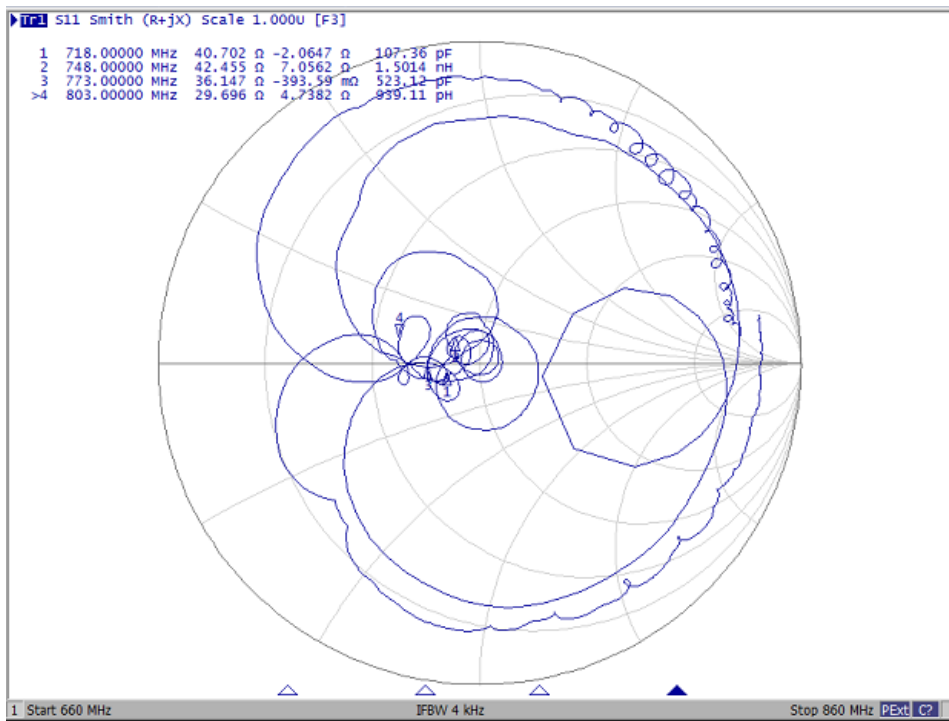 Tr1 S11 Smith (R+jX) Scale 1.000U [F3]
1 718.00000 MHz 40.702 Ω -2.0647 Ω 107.36 pF
2 748.00000 MHz 42.455 Ω 7.0562 Ω 1.5014 nH
3 773.00000 MHz 36.147 Ω -393.59 mΩ 523.12 pF
>4 803.00000 MHz 29.696 Ω 4.7382 Ω 939.11 pH
4
3
1
1 Start 660 MHz IFBW 4 kHz Stop 860 MHz PExt C?